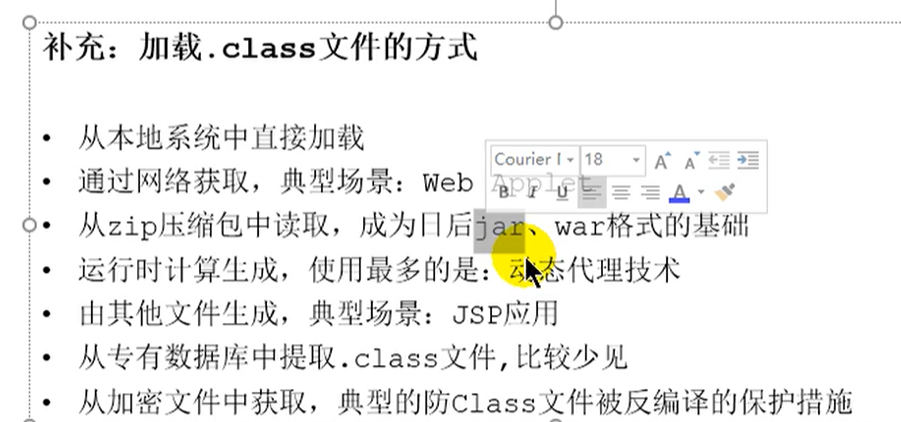 补充：加载.class文件的方式
• 从本地系统中直接加载
Courier 18
• 通过网络获取，典型场景：Web Applet
B I U A
• 从zip压缩包中读取，成为日后jar、war格式的基础
• 运行时计算生成，使用最多的是：动态代理技术
• 由其他文件生成，典型场景：JSP应用
• 从专有数据库中提取.class文件,比较少见
• 从加密文件中获取，典型的防Class文件被反编译的保护措施